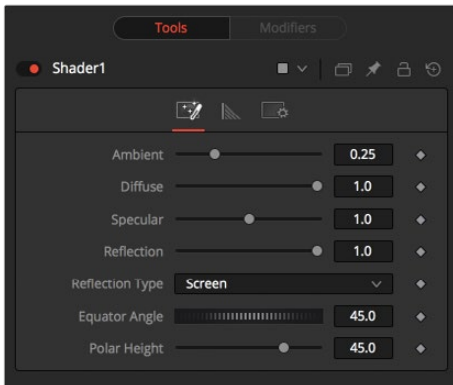 Tools Modifiers
Shader1
Ambient 0.25
Diffuse 1.0
Specular 1.0
Reflection 1.0
Reflection Type Screen
Equator Angle 45.0
Polar Height 45.0